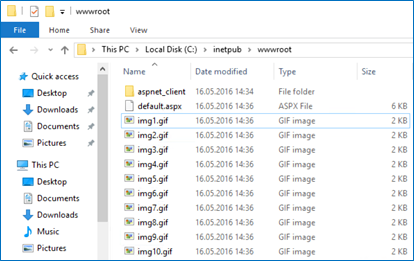 wwwroot
File Home Share View
This PC Local Disk (C:) inetpub wwwroot
Name Date modified Type Size
Quick access
Desktop
Downloads
Documents
Pictures
This PC
Desktop
Documents
Downloads
Music
Pictures
aspnet_client 16.05.2016 14:34 File folder
default.aspx 16.05.2016 14:36 ASPX File 6 KB
img1.gif 16.05.2016 14:36 GIF image 2 KB
img2.gif 16.05.2016 14:36 GIF image 2 KB
img3.gif 16.05.2016 14:36 GIF image 2 KB
img4.gif 16.05.2016 14:36 GIF image 2 KB
img5.gif 16.05.2016 14:36 GIF image 2 KB
img6.gif 16.05.2016 14:36 GIF image 2 KB
img7.gif 16.05.2016 14:36 GIF image 2 KB
img8.gif 16.05.2016 14:36 GIF image 2 KB
img9.gif 16.05.2016 14:36 GIF image 2 KB
img10.gif 16.05.2016 14:36 GIF image 2 KB